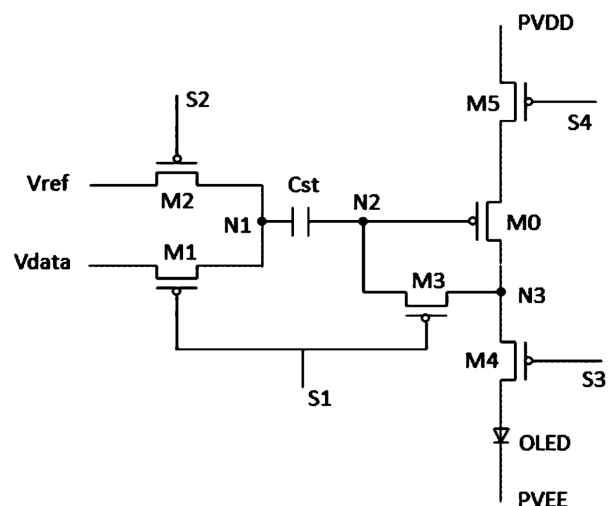 PVDD
M5
S4
S2
Vref
M2
Cst
N2
N1
M0
Vdata
M1
M3
N3
M4
S3
S1
OLED
PVEE